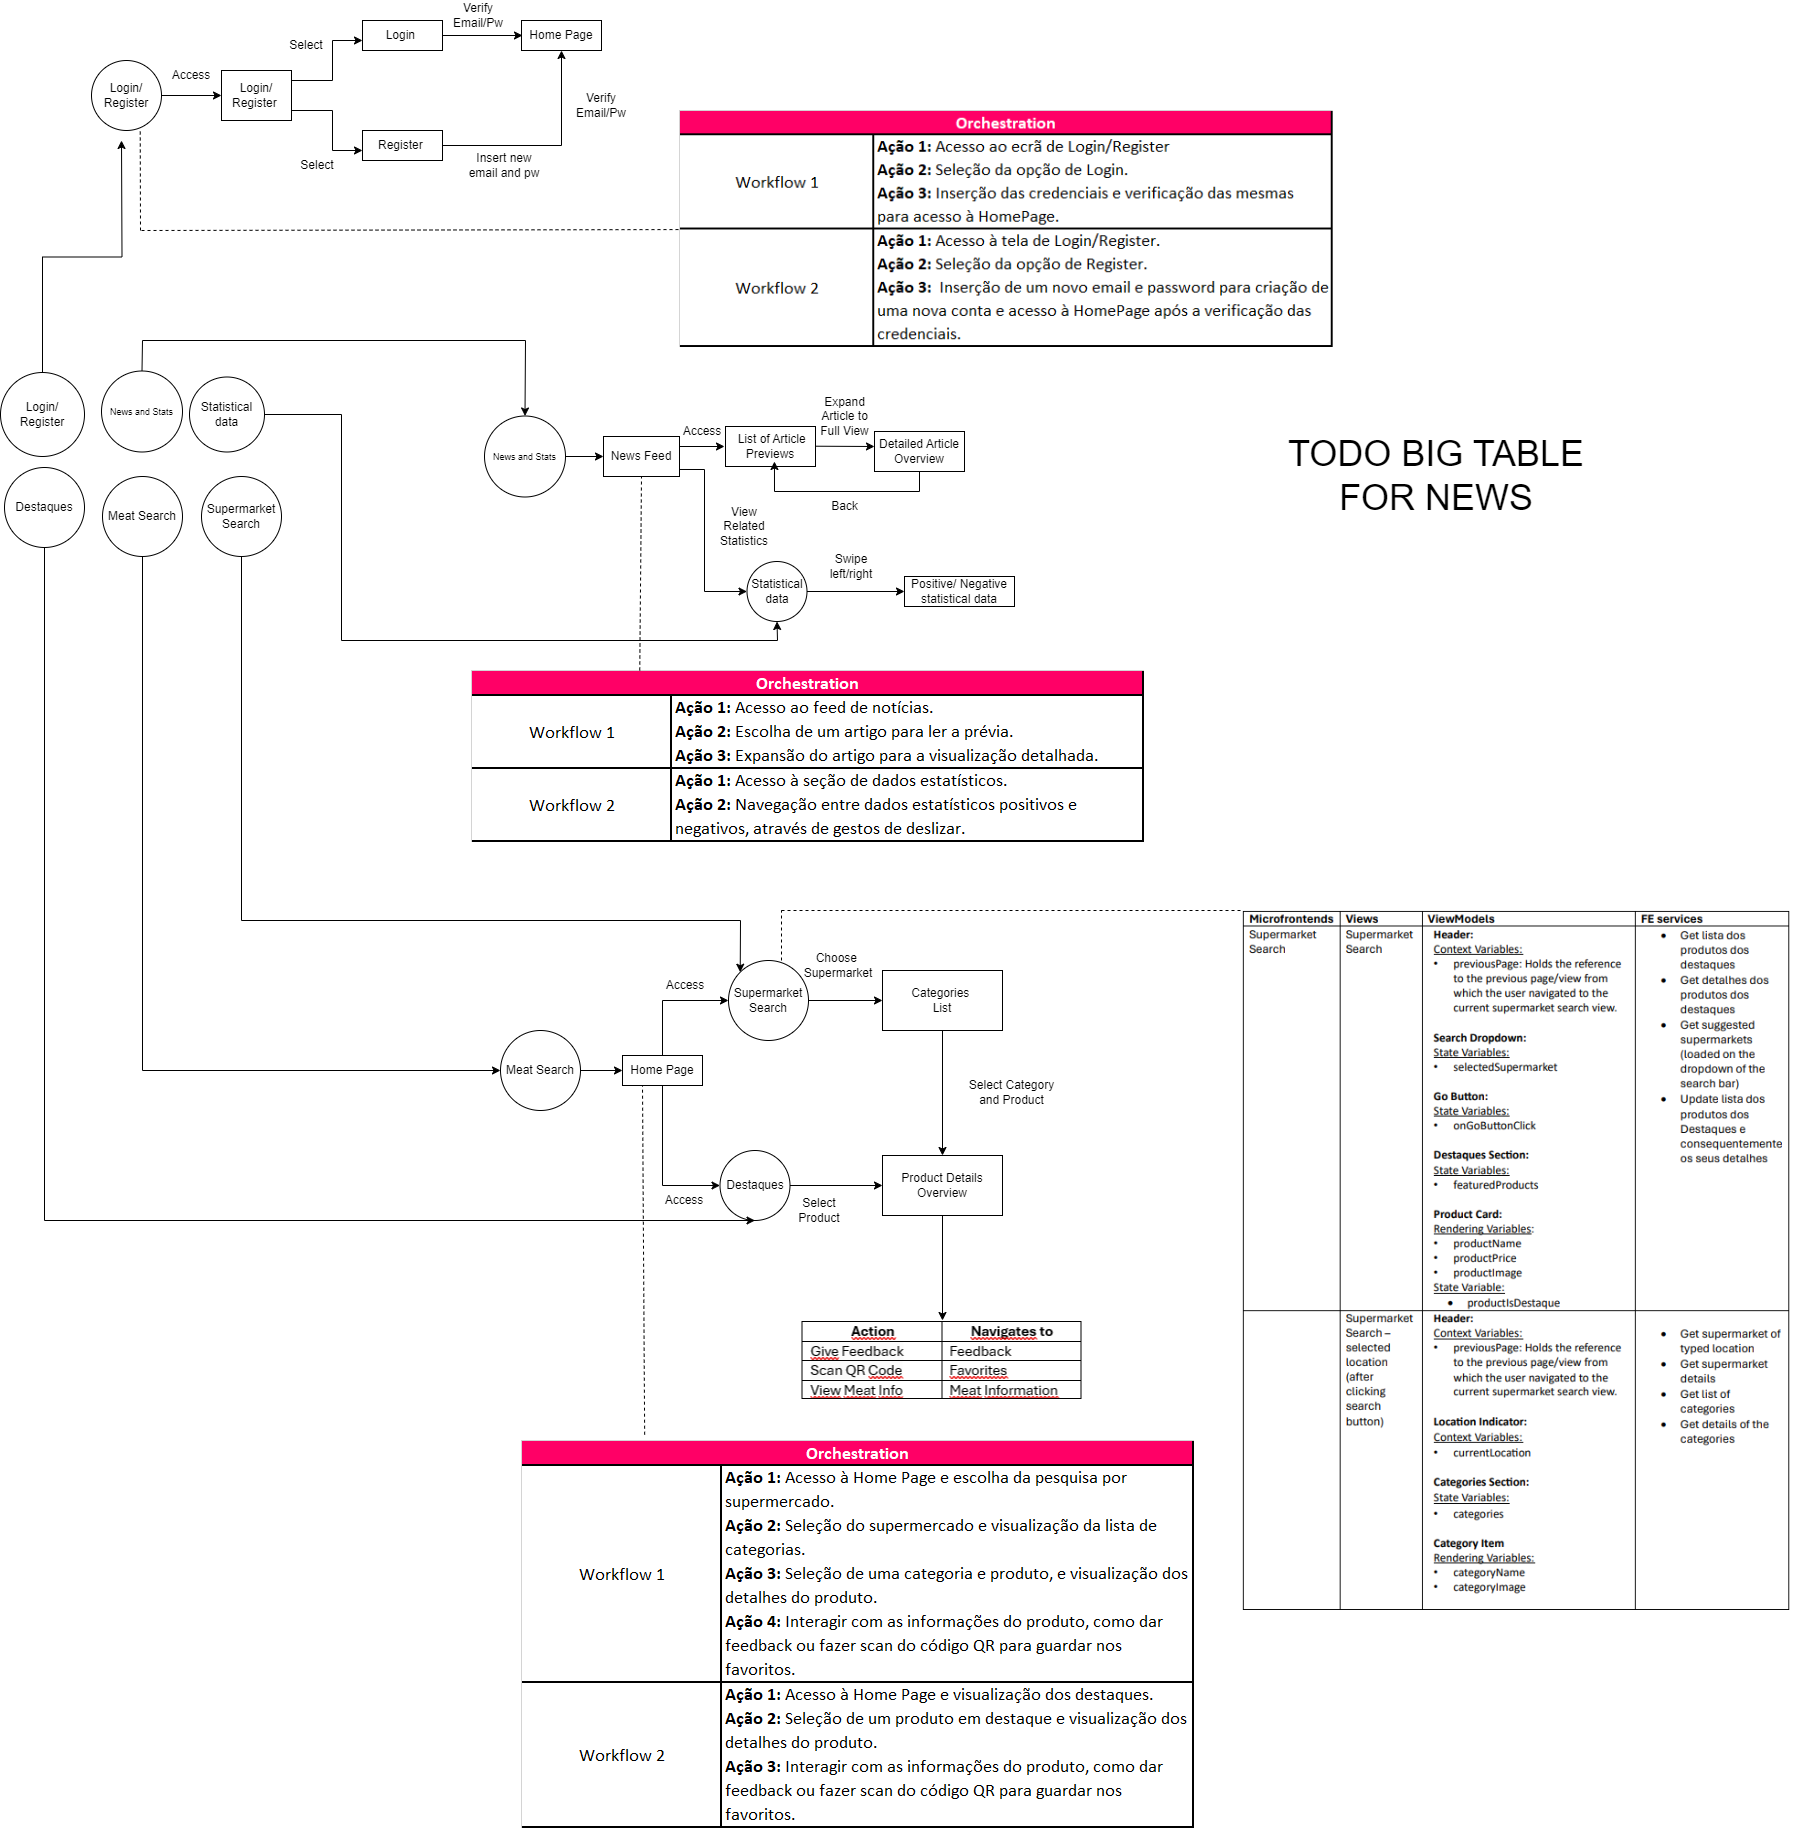 Verify
Email/Pw
Login
Home Page
Select
Access
Login/
Register
Login/
Register
Verify
Email/Pw
Register
Select
Insert new
email and pw
Orchestration
Workflow 1
Ação 1: Acesso ao ecrã de Login/Register
Ação 2: Seleção da opção de Login.
Ação 3: Inserção das credenciais e verificação das mesmas
para acesso à HomePage.
Workflow 2
Ação 1: Acesso à tela de Login/Register.
Ação 2: Seleção da opção de Register.
Ação 3: Inserção de um novo email e password para criação de
uma nova conta e acesso à HomePage após a verificação das
credenciais.
Login/
Register
News and Stats
Statistical
data
Destaques
Meat Search
Supermarket
Search
News and Stats
News Feed
Access
List of Article
Previews
Expand
Article to
Full View
Detailed Article
Overview
Back
View
Related
Statistics
Statistical
data
Swipe
left/right
Positive/ Negative
statistical data
TODO BIG TABLE
FOR NEWS
Orchestration
Workflow 1
Ação 1: Acesso ao feed de notícias.
Ação 2: Escolha de um artigo para ler a prévia.
Ação 3: Expansão do artigo para a visualização detalhada.
Workflow 2
Ação 1: Acesso à seção de dados estatísticos.
Ação 2: Navegação entre dados estatísticos positivos e
negativos, através de gestos de deslizar.
Meat Search
Home Page
Access
Supermarket
Search
Choose
Supermarket
Categories
List
Select Category
and Product
Access
Destaques
Select
Product
Product Details
Overview
Action Navigates to
Give Feedback Feedback
Scan QR Code Favorites
View Meat Info Meat Information
Microfrontends Views ViewModels FE services
Supermarket
Search
Supermarket
Search
Header:
Context Variables:
• previousPage: Holds the reference
to the previous page/view from
which the user navigated to the
current supermarket search view.
Search Dropdown:
State Variables:
• selectedSupermarket
Go Button:
State Variables:
• onGoButtonClick
Destaques Section:
State Variables:
• featuredProducts
Product Card:
Rendering Variables:
• productName
• productPrice
• productImage
State Variable:
• productIsDestaque
• Get lista dos
produtos dos
destaques
• Get detalhes dos
produtos dos
destaques
• Get suggested
supermarkets
(loaded on the
dropdown of the
search bar)
• Update lista dos
produtos dos
Destaques e
consequentemente
os seus detalhes
Supermarket
Search –
selected
location
(after
clicking
search
button)
Header:
Context Variables:
• previousPage: Holds the reference
to the previous page/view from
which the user navigated to the
current supermarket search view.
Location Indicator:
Context Variables:
• currentLocation
Categories Section:
State Variables:
• categories
Category Item
Rendering Variables:
• categoryName
• categoryImage
• Get supermarket of
typed location
• Get supermarket
details
• Get list of
categories
• Get details of the
categories
Orchestration
Workflow 1
Ação 1: Acesso à Home Page e escolha da pesquisa por
supermercado.
Ação 2: Seleção do supermercado e visualização da lista de
categorias.
Ação 3: Seleção de uma categoria e produto, e visualização dos
detalhes do produto.
Ação 4: Interagir com as informações do produto, como dar
feedback ou fazer scan do código QR para guardar nos
favoritos.
Workflow 2
Ação 1: Acesso à Home Page e visualização dos destaques.
Ação 2: Seleção de um produto em destaque e visualização dos
detalhes do produto.
Ação 3: Interagir com as informações do produto, como dar
feedback ou fazer scan do código QR para guardar nos
favoritos.